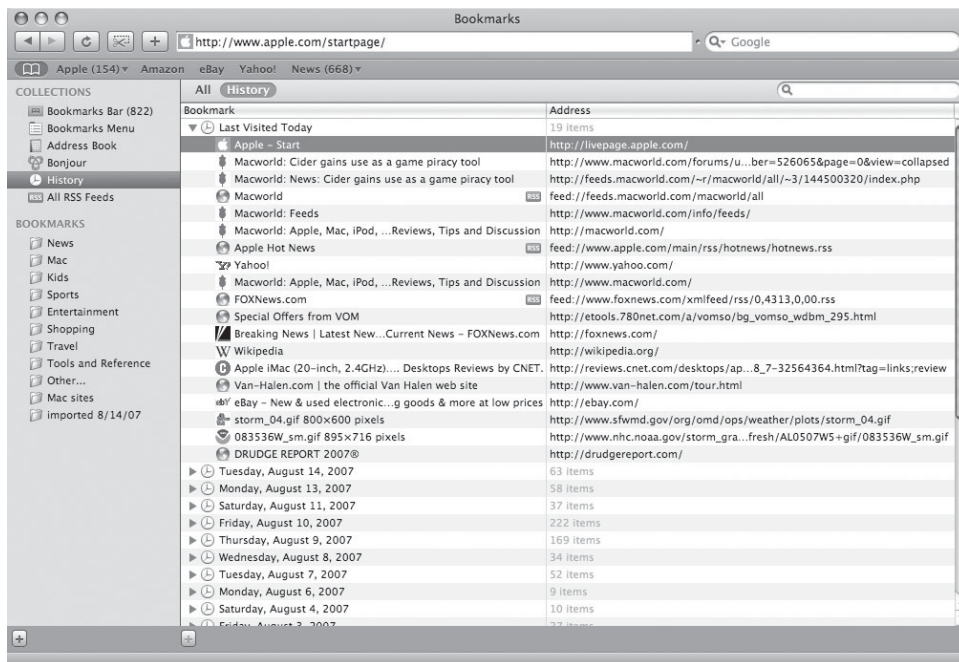 Bookmarks
http://www.apple.com/startpage/
Google
Apple (154) Amazon eBay Yahoo! News (668)
COLLECTIONS
Bookmarks Bar (822)
Bookmarks Menu
Address Book
Bonjour
History
RSS All RSS Feeds
BOOKMARKS
News
Mac
Kids
Sports
Entertainment
Shopping
Travel
Tools and Reference
Other...
Mac sites
imported 8/14/07
All History
Bookmark Address
Last Visited Today 19 items
Apple – Start http://livepage.apple.com/
Macworld: Cider gains use as a game piracy tool http://www.macworld.com/forums/u...ber=526065&page=0&view=collapsed
Macworld: News: Cider gains use as a game piracy tool http://feeds.macworld.com/~r/macworld/all/~3/144500320/index.php
Macworld RSS feed://feeds.macworld.com/macworld/all
Macworld: Feeds http://www.macworld.com/info/feeds/
Macworld: Apple, Mac, iPod, ...Reviews, Tips and Discussion http://macworld.com/
Apple Hot News RSS feed://www.apple.com/main/rss/hotnews/hotnews.rss
Yahoo! http://www.yahoo.com/
Macworld: Apple, Mac, iPod, ...Reviews, Tips and Discussion http://www.macworld.com/
FOXNews.com RSS feed://www.foxnews.com/xmlfeed/rss/0,4313,0,00.rss
Special Offers from VOM http://etools.780net.com/a/vomso/bg_vomso_wdbm_295.html
Breaking News | Latest New...Current News – FOXNews.com http://foxnews.com/
W Wikipedia http://wikipedia.org/
Apple iMac (20-inch, 2.4GHz).... Desktops Reviews by CNET. http://reviews.cnet.com/desktops/ap...8_7-32564364.html?tag=links;review
Van-Halen.com | the official Van Halen web site http://www.van-halen.com/tour.html
ebY eBay – New & used electronic...g goods & more at low prices http://ebay.com/
storm_04.gif 800×600 pixels http://www.sfwmd.gov/org/omd/ops/weather/plots/storm_04.gif
083536W_sm.gif 895×716 pixels http://www.nhc.noaa.gov/storm_gra...fresh/AL0507W5+gif/083536W_sm.gif
DRUDGE REPORT 2007® http://drudgereport.com/
Tuesday, August 14, 2007 63 items
Monday, August 13, 2007 58 items
Saturday, August 11, 2007 37 items
Friday, August 10, 2007 222 items
Thursday, August 9, 2007 169 items
Wednesday, August 8, 2007 34 items
Tuesday, August 7, 2007 52 items
Monday, August 6, 2007 9 items
Saturday, August 4, 2007 10 items
Friday, August 3, 2007 27 items